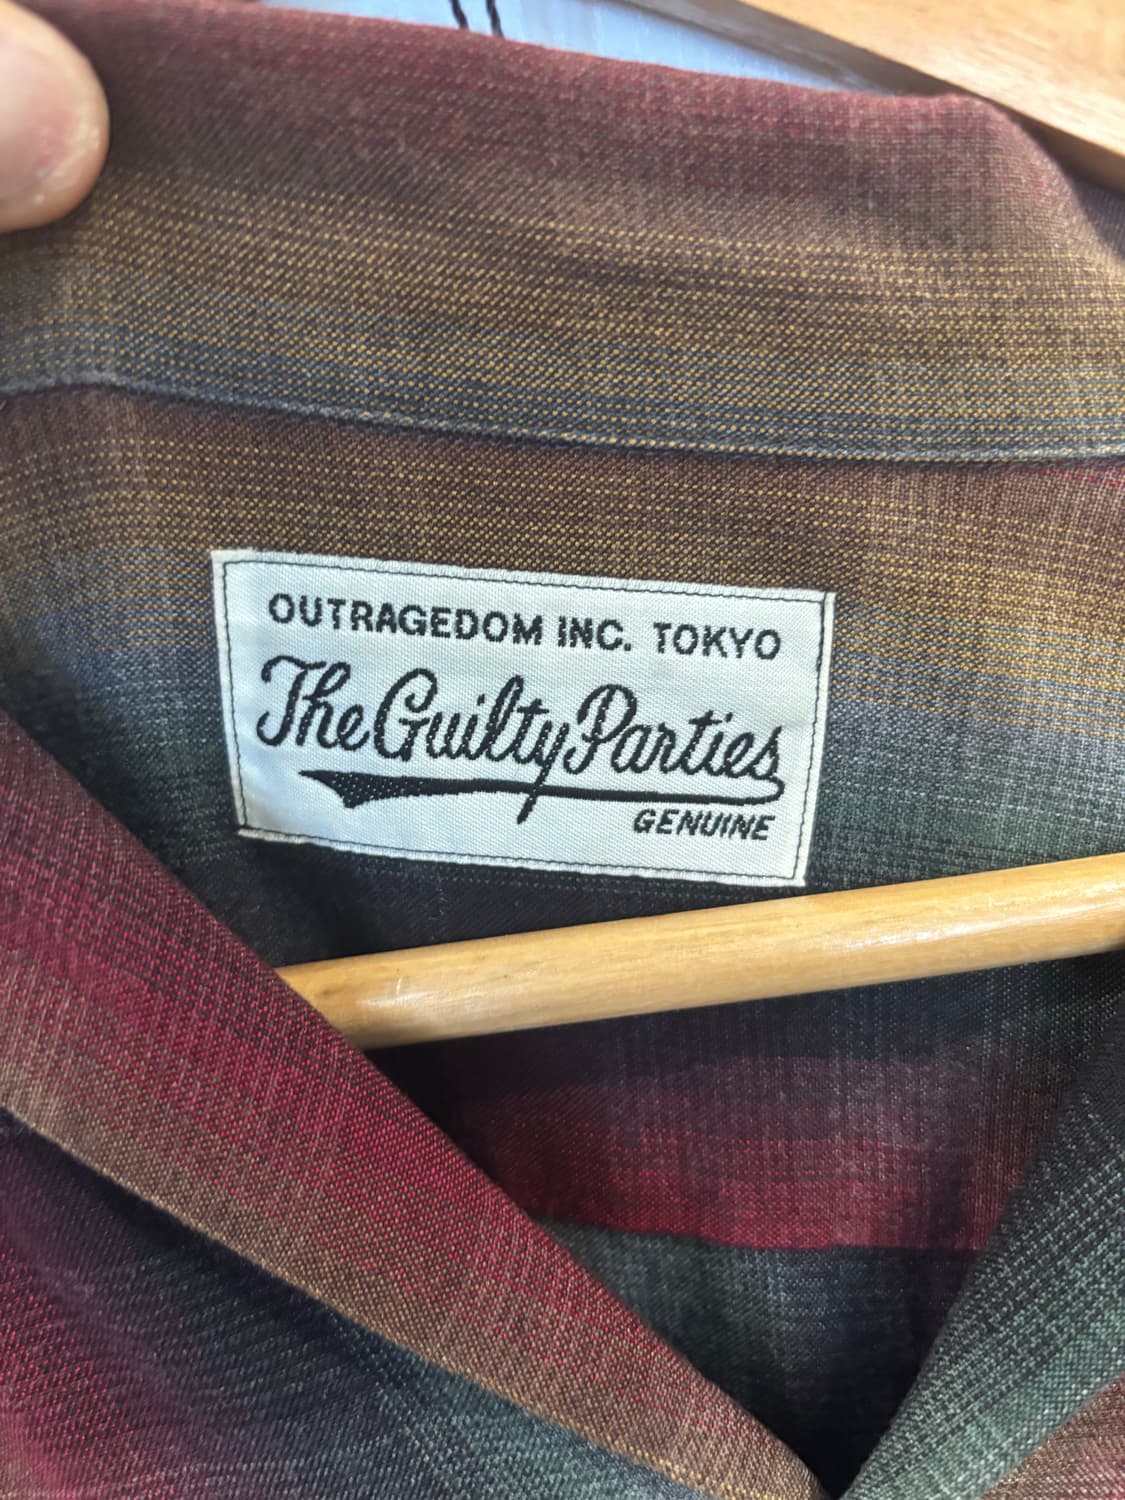 OUTRAGEDOM INC. TOKYO
The Guilty Parties
GENUINE